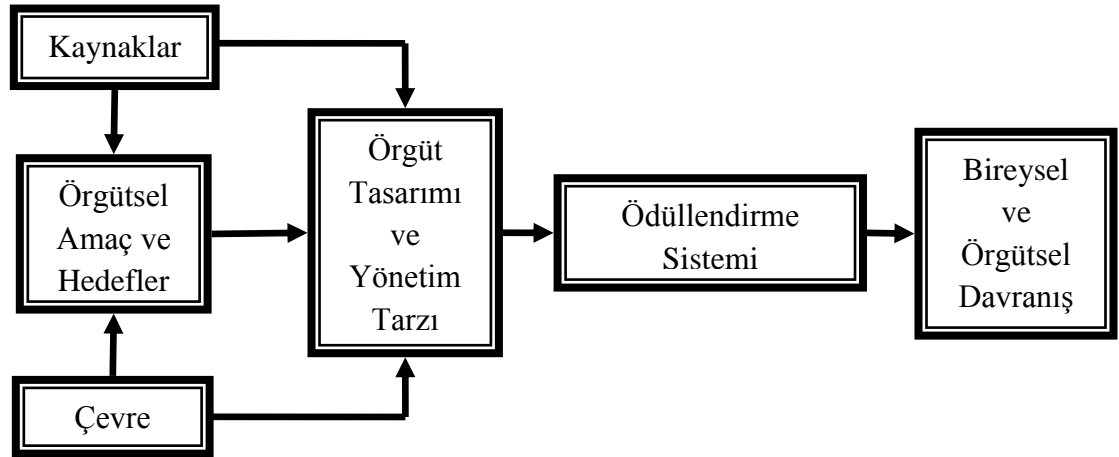 Kaynaklar
Örgütsel
Amaç ve
Hedefler
Çevre
Örgüt
Tasarımı
ve
Yönetim
Tarzı
Ödüllendirme
Sistemi
Bireysel
ve
Örgütsel
Davranış